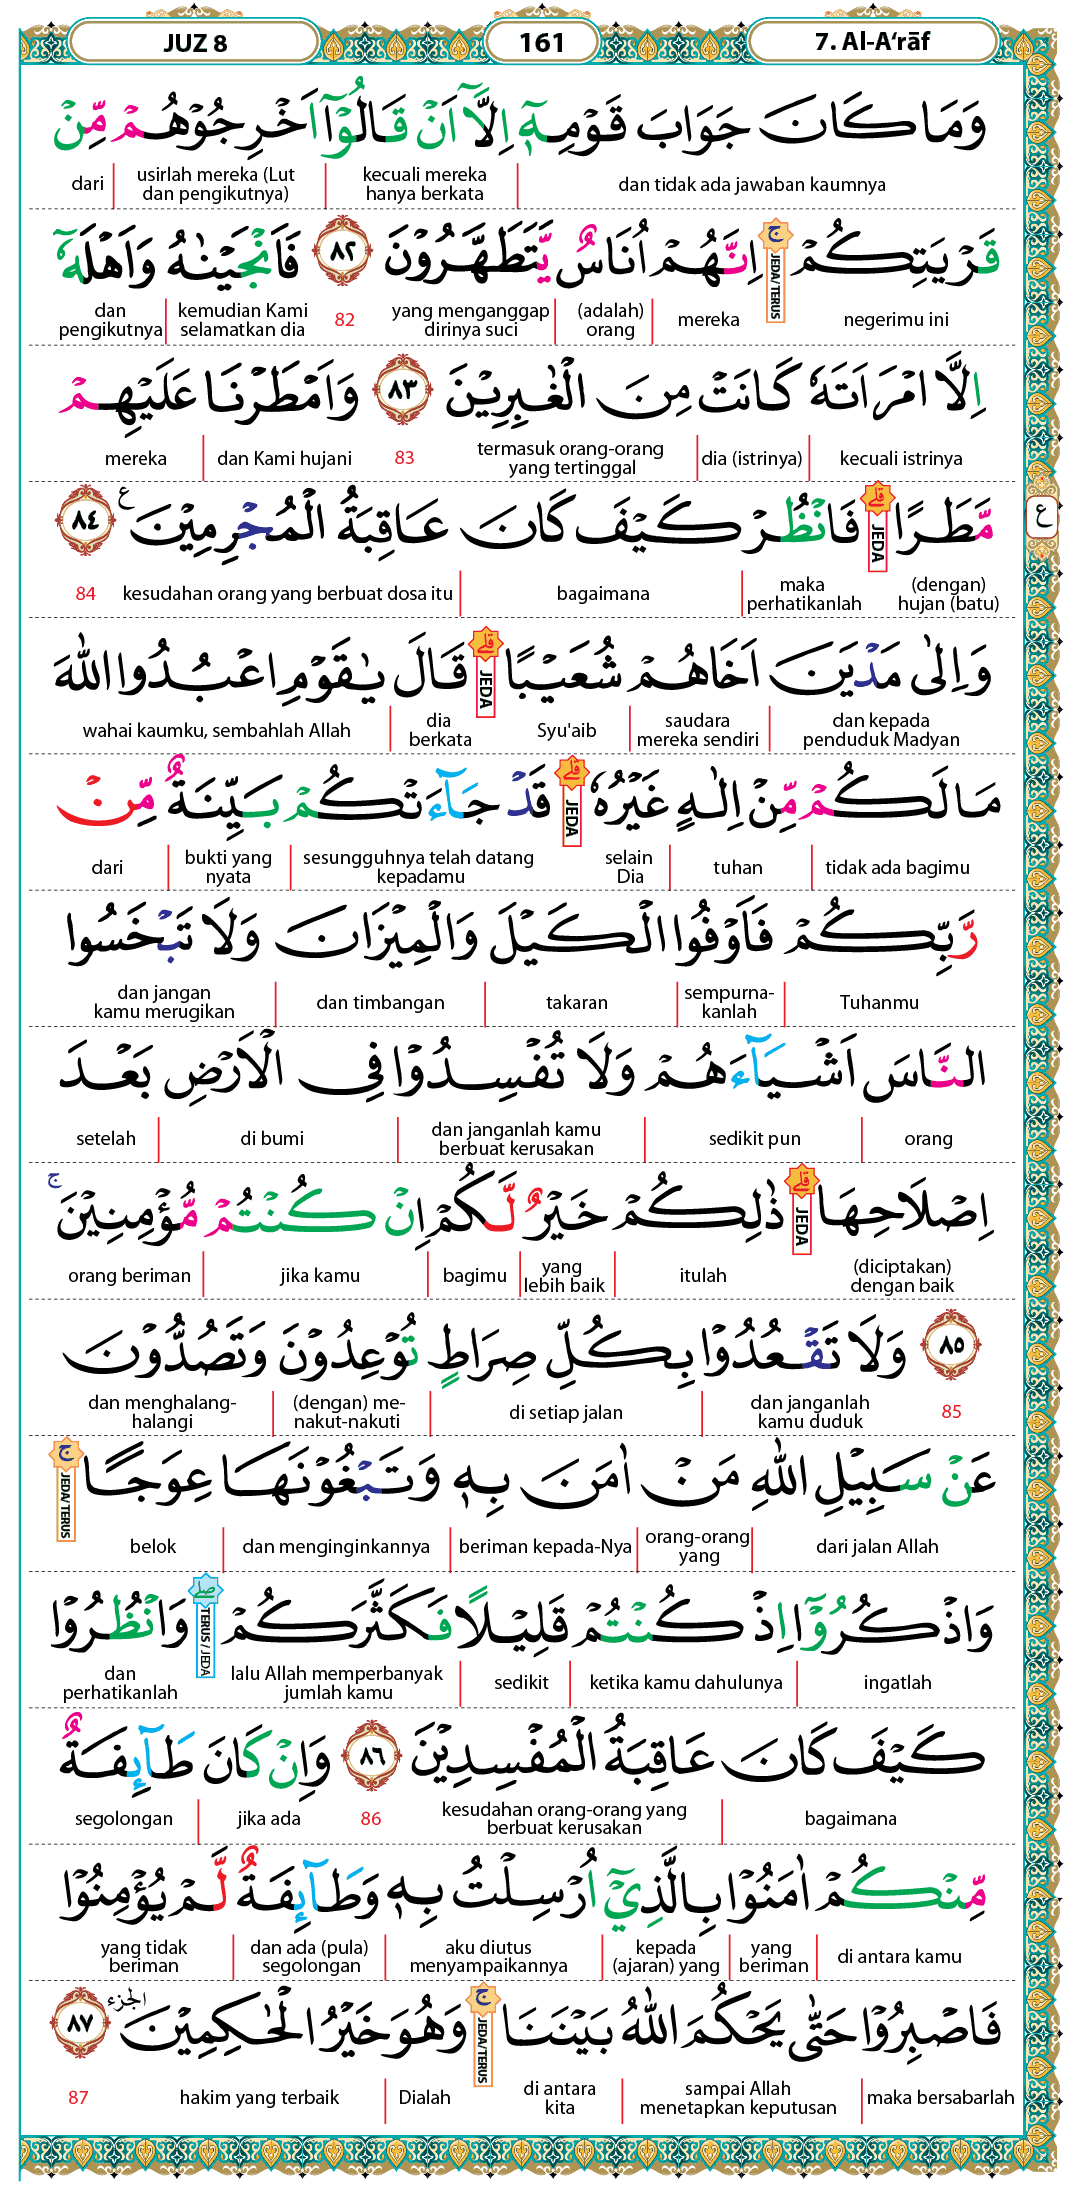 7. Al-A‘rāf 161 JUZ 8
وَمَا كَانَ جَوَابَ قَوْمِهٖٓ اِلَّآ اَنْ قَالُوْٓا اَخْرِجُوْهُمْ مِّنْ
dan tidak ada jawaban kaumnya | kecuali mereka hanya berkata | usirlah mereka (Lut dan pengikutnya) | dari
قَرْيَتِكُمْۚ JEDA/TERUS اِنَّهُمْ اُنَاسٌ يَّتَطَهَّرُوْنَ ٨٢ فَاَنْجَيْنٰهُ وَاَهْلَهٗٓ
negerimu ini mereka | (adalah) orang | yang menganggap dirinya suci 82 kemudian Kami selamatkan dia | dan pengikutnya
اِلَّا امْرَاَتَهٗ كَانَتْ مِنَ الْغٰبِرِيْنَ ٨٣ وَاَمْطَرْنَا عَلَيْهِمْ
kecuali istrinya | dia (istrinya) | termasuk orang-orang yang tertinggal 83 dan Kami hujani | mereka
مَّطَرًاۗ JEDA فَانْظُرْ كَيْفَ كَانَ عَاقِبَةُ الْمُجْرِمِيْنَ ع ٨٤
ع
(dengan) hujan (batu) maka perhatikanlah | bagaimana | kesudahan orang yang berbuat dosa itu 84
وَاِلٰى مَدْيَنَ اَخَاهُمْ شُعَيْبًاۗ JEDA قَالَ يٰقَوْمِ اعْبُدُوا اللّٰهَ
dan kepada penduduk Madyan | saudara mereka sendiri | Syu'aib dia berkata | wahai kaumku, sembahlah Allah
مَا لَكُمْ مِّنْ اِلٰهٍ غَيْرُهٗۗ JEDA قَدْ جَاۤءَتْكُمْ بَيِّنَةٌ مِّنْ
tidak ada bagimu | tuhan | selain Dia sesungguhnya telah datang kepadamu | bukti yang nyata | dari
رَّبِّكُمْ فَاَوْفُوا الْكَيْلَ وَالْمِيْزَانَ وَلَا تَبْخَسُوا
Tuhanmu | sempurna-kanlah | takaran | dan timbangan | dan jangan kamu merugikan
النَّاسَ اَشْيَاۤءَهُمْ وَلَا تُفْسِدُوْا فِى الْاَرْضِ بَعْدَ
orang | sedikit pun | dan janganlah kamu berbuat kerusakan | di bumi | setelah
اِصْلَاحِهَاۗ JEDA ذٰلِكُمْ خَيْرٌ لَّكُمْ اِنْ كُنْتُمْ مُّؤْمِنِيْنَۚ
(diciptakan) dengan baik itulah | yang lebih baik | bagimu | jika kamu | orang beriman
٨٥ وَلَا تَقْعُدُوْا بِكُلِّ صِرَاطٍ تُوْعِدُوْنَ وَتَصُدُّوْنَ
85 dan janganlah kamu duduk | di setiap jalan | (dengan) me-nakut-nakuti | dan menghalang-halangi
عَنْ سَبِيْلِ اللّٰهِ مَنْ اٰمَنَ بِهٖ وَتَبْغُوْنَهَا عِوَجًاۚ JEDA/TERUS
dari jalan Allah | orang-orang yang | beriman kepada-Nya | dan menginginkannya | belok
وَاذْكُرُوْٓا اِذْ كُنْتُمْ قَلِيْلًا فَكَثَّرَكُمْۖ TERUS/JEDA وَانْظُرُوْا
ingatlah | ketika kamu dahulunya | sedikit | lalu Allah memperbanyak jumlah kamu dan perhatikanlah
كَيْفَ كَانَ عَاقِبَةُ الْمُفْسِدِيْنَ ٨٦ وَاِنْ كَانَ طَاۤىِٕفَةٌ
bagaimana | kesudahan orang-orang yang berbuat kerusakan 86 jika ada | segolongan
مِّنْكُمْ اٰمَنُوْا بِالَّذِيْٓ اُرْسِلْتُ بِهٖ وَطَاۤىِٕفَةٌ لَّمْ يُؤْمِنُوْا
di antara kamu | yang beriman | kepada (ajaran) yang | aku diutus menyampaikannya | dan ada (pula) segolongan | yang tidak beriman
فَاصْبِرُوْا حَتّٰى يَحْكُمَ اللّٰهُ بَيْنَنَاۚ JEDA/TERUS وَهُوَ خَيْرُ الْحٰكِمِيْنَ الجزء ٨٧
maka bersabarlah | sampai Allah menetapkan keputusan | di antara kita Dialah | hakim yang terbaik 87